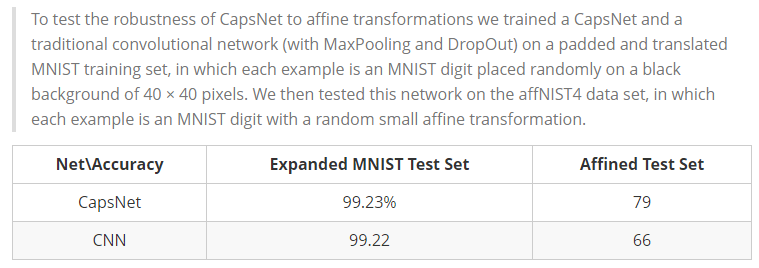 To test the robustness of CapsNet to affine transformations we trained a CapsNet and a
traditional convolutional network (with MaxPooling and DropOut) on a padded and translated
MNIST training set, in which each example is an MNIST digit placed randomly on a black
background of 40 × 40 pixels. We then tested this network on the affNIST4 data set, in which
each example is an MNIST digit with a random small affine transformation.
Net\Accuracy Expanded MNIST Test Set Affined Test Set
CapsNet 99.23% 79
CNN 99.22 66